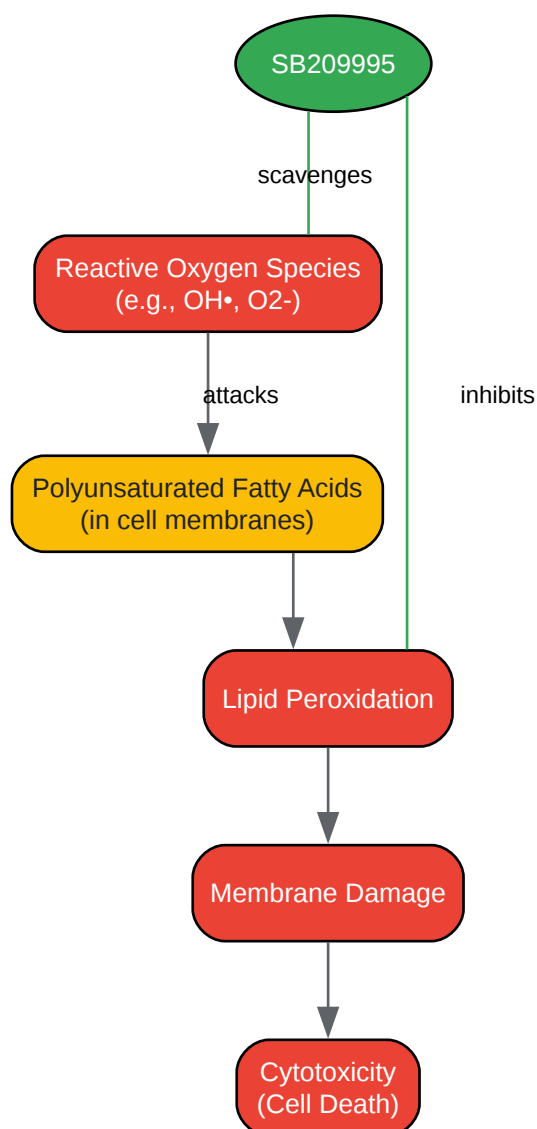 SB209995
scavenges
Reactive Oxygen Species
(e.g., OH•, O2-)
attacks
inhibits
Polyunsaturated Fatty Acids
(in cell membranes)
Lipid Peroxidation
Membrane Damage
Cytotoxicity
(Cell Death)